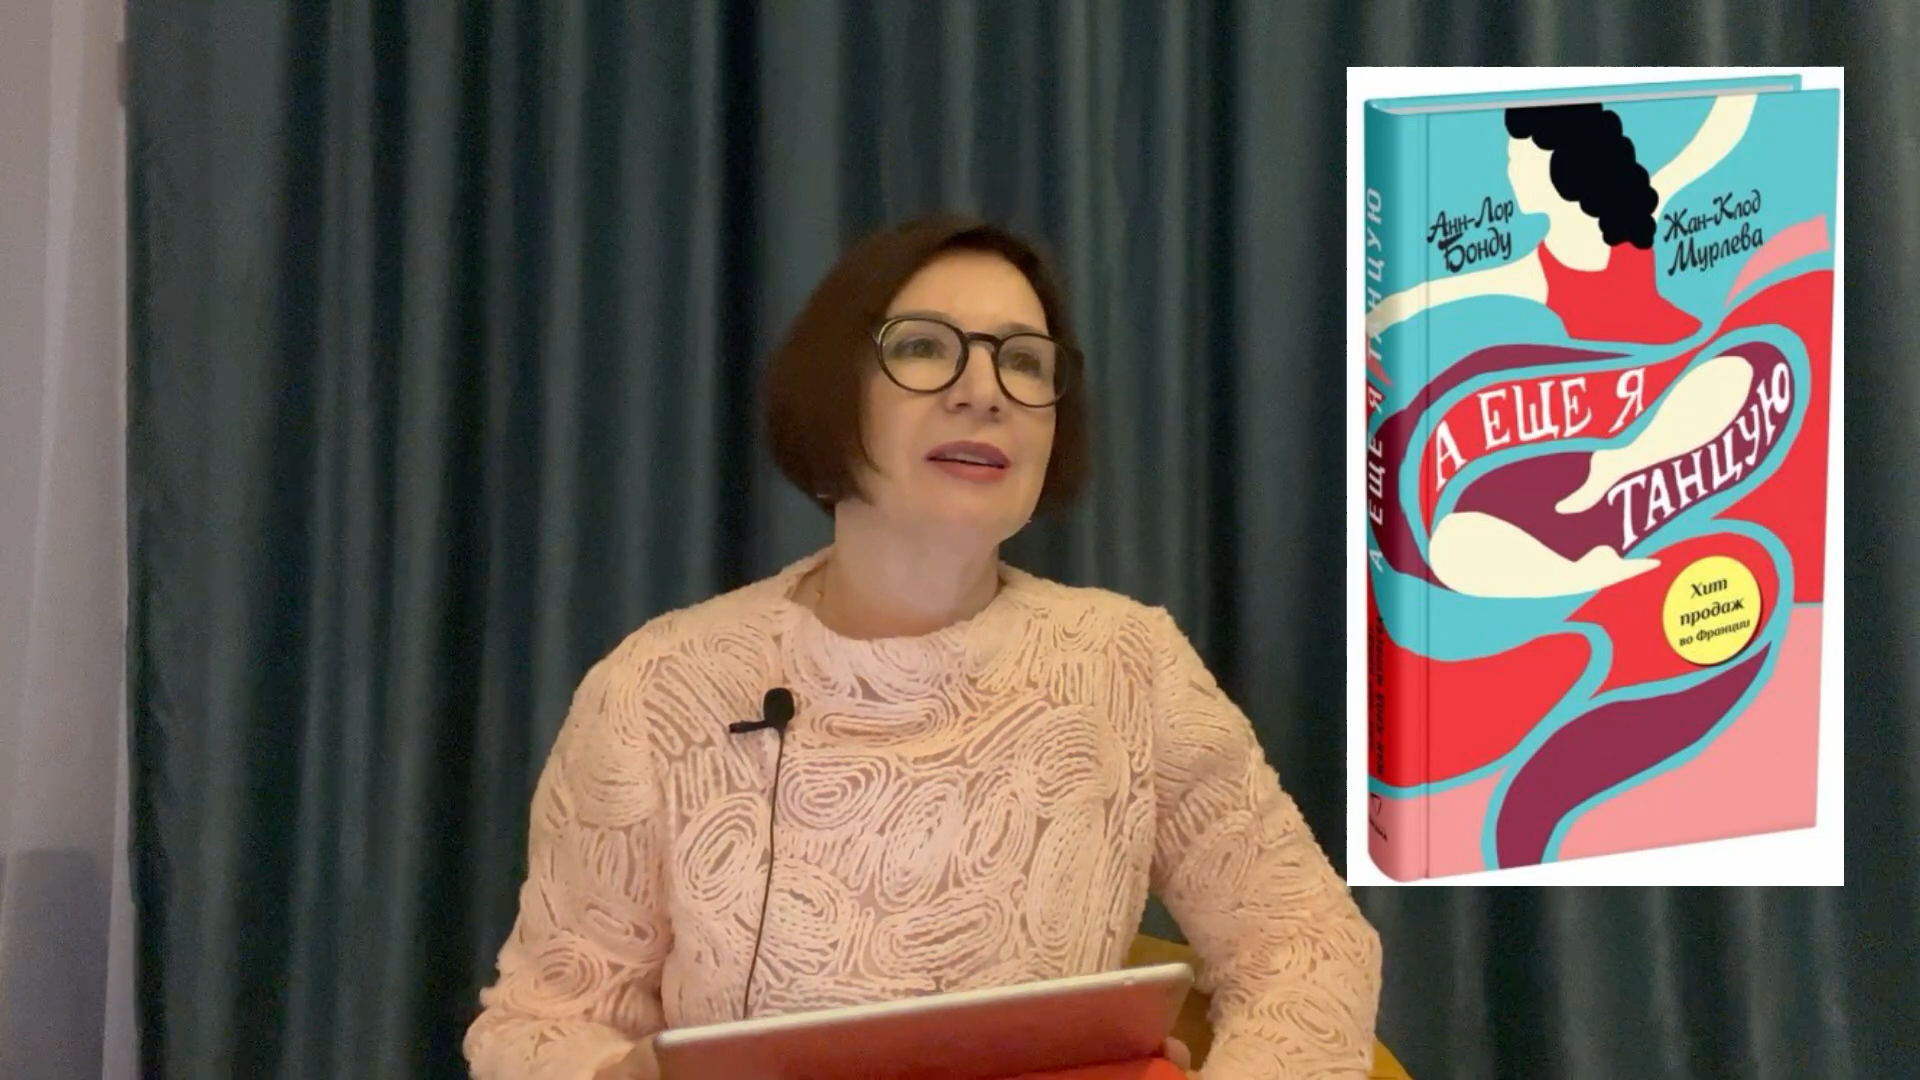 Анн-Лор
Бонду
Жан-Клод
Мурлева
А ЕЩЕ Я
ТАНЦУЮ
Хит
продаж
во Франции
А ЕЩЕ Я ТАНЦУЮ